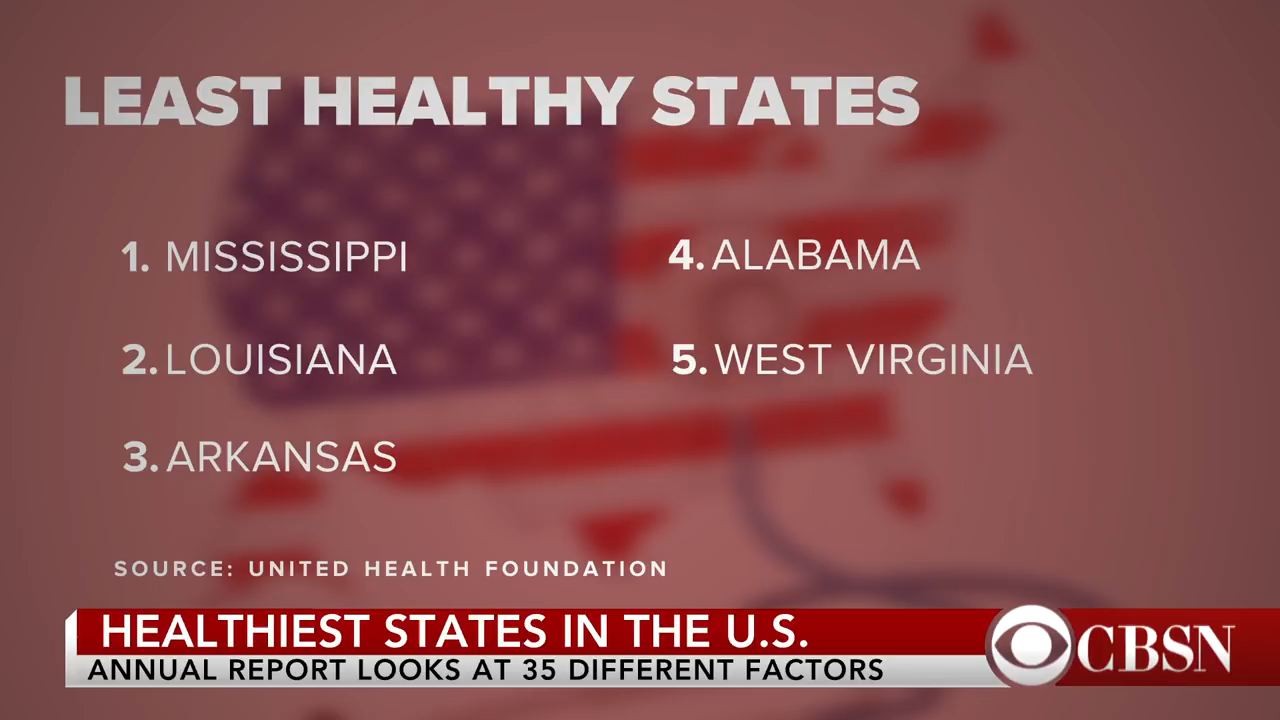 LEAST HEALTHY STATES
1. MISSISSIPPI
2. LOUISIANA
3. ARKANSAS
4. ALABAMA
5. WEST VIRGINIA
SOURCE: UNITED HEALTH FOUNDATION
HEALTHIEST STATES IN THE U.S.
ANNUAL REPORT LOOKS AT 35 DIFFERENT FACTORS
CBSN